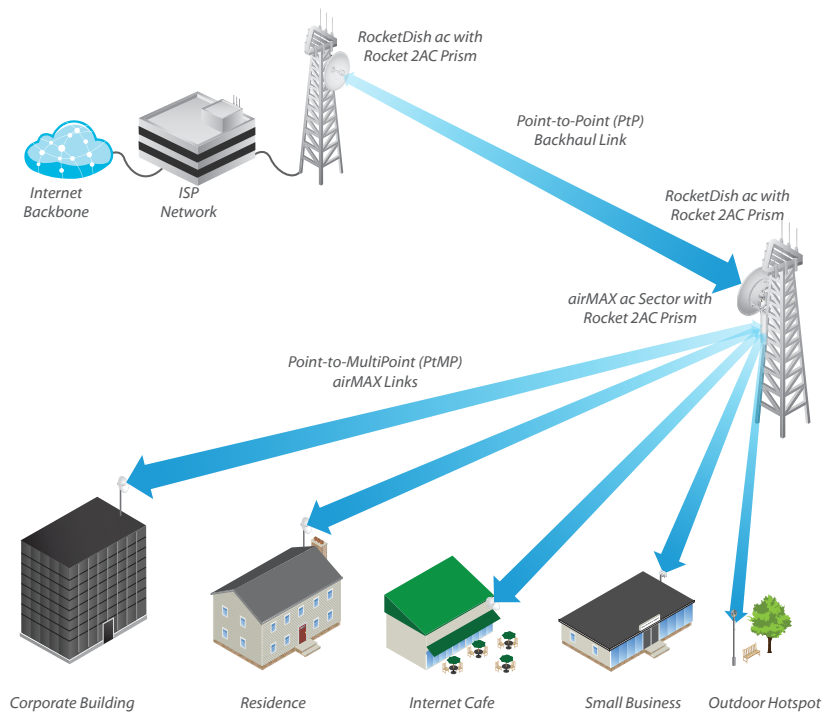 RocketDish ac with
Rocket 2AC Prism
Point-to-Point (PtP)
Backhaul Link
Internet
Backbone
ISP
Network
RocketDish ac with
Rocket 2AC Prism
airMAX ac Sector with
Rocket 2AC Prism
Point-to-MultiPoint (PtMP)
airMAX Links
Corporate Building
Residence
Internet Cafe
Small Business
Outdoor Hotspot